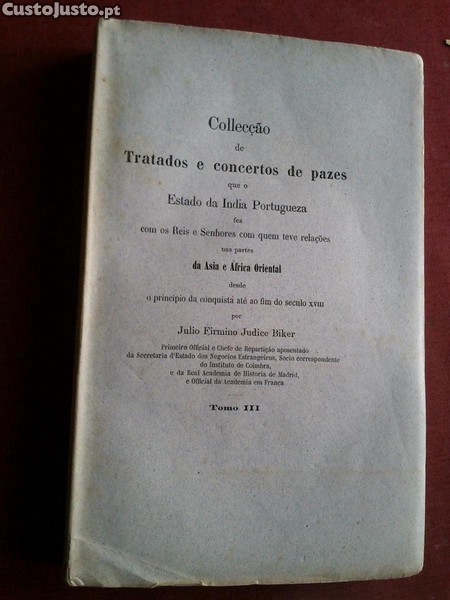 CustoJusto.pt
Collecção
de
Tratados e concertos de pazes
que o
Estado da India Portugueza
fes
com os Reis e Senhores com quem teve relações
nas partes
da Asia e Africa Oriental
desde
o principio da conquista até ao fim do seculo XVIII
por
Julio Firmino Judice Biker
Primeiro Official e Chefe de Repartição aposentado
da Secretaria d'Estado dos Negocios Estrangeiros, Socio correspondente
do Instituto de Coimbra,
e da Real Academia de Historia de Madrid,
e Official da Academia em França
Tomo III